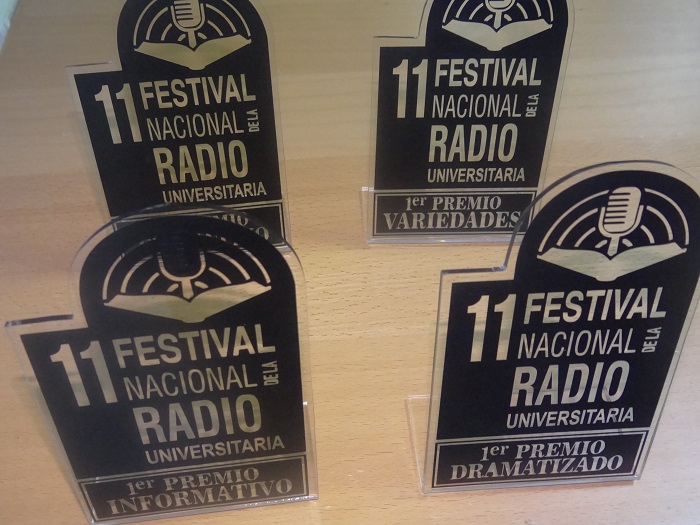 11 FESTIVAL
NACIONAL DE LA
RADIO
UNIVERSITARIA
11 FESTIVAL
NACIONAL DE LA
RADIO
UNIVERSITARIA
1er PREMIO
VARIEDADES
11 FESTIVAL
NACIONAL DE LA
RADIO
UNIVERSITARIA
1er PREMIO
INFORMATIVO
11 FESTIVAL
NACIONAL DE LA
RADIO
UNIVERSITARIA
1er PREMIO
DRAMATIZADO